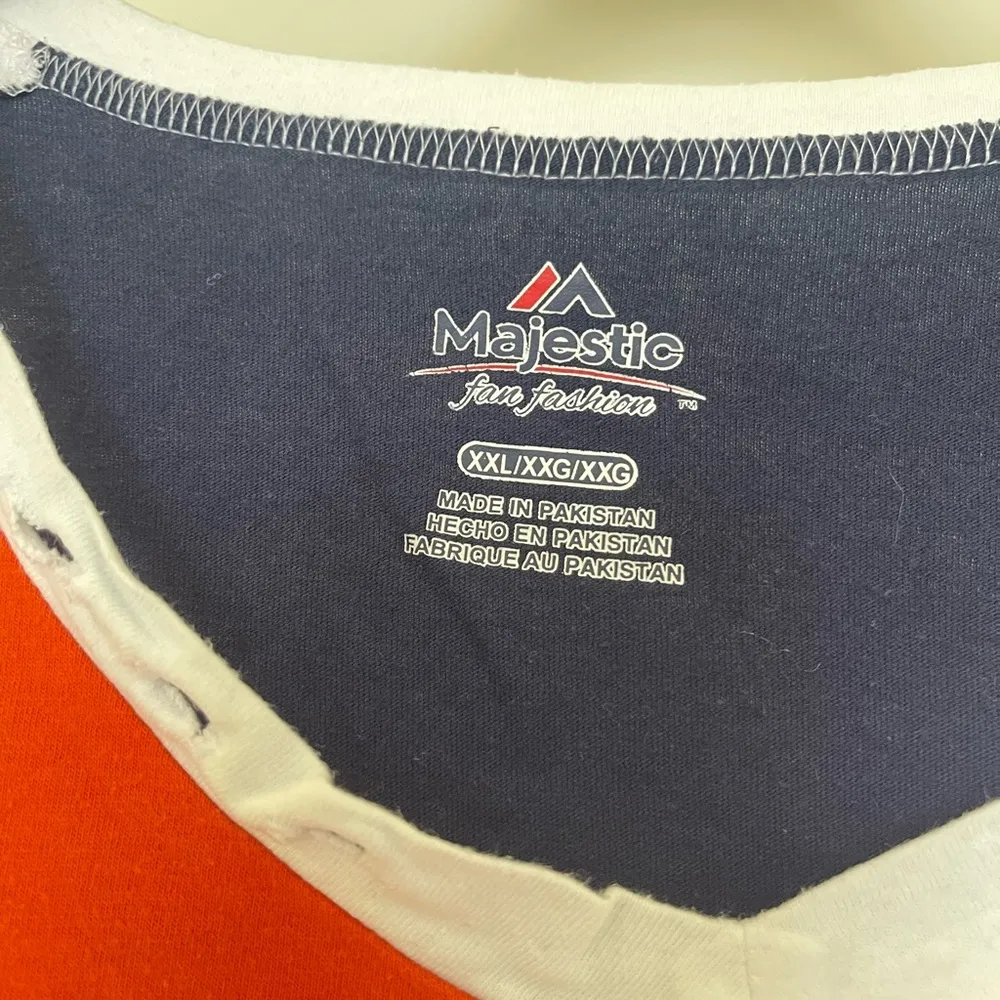 Majestic
fan fashion ™
XXL/XXG/XXG
MADE IN PAKISTAN
HECHO EN PAKISTAN
FABRIQUE AU PAKISTAN